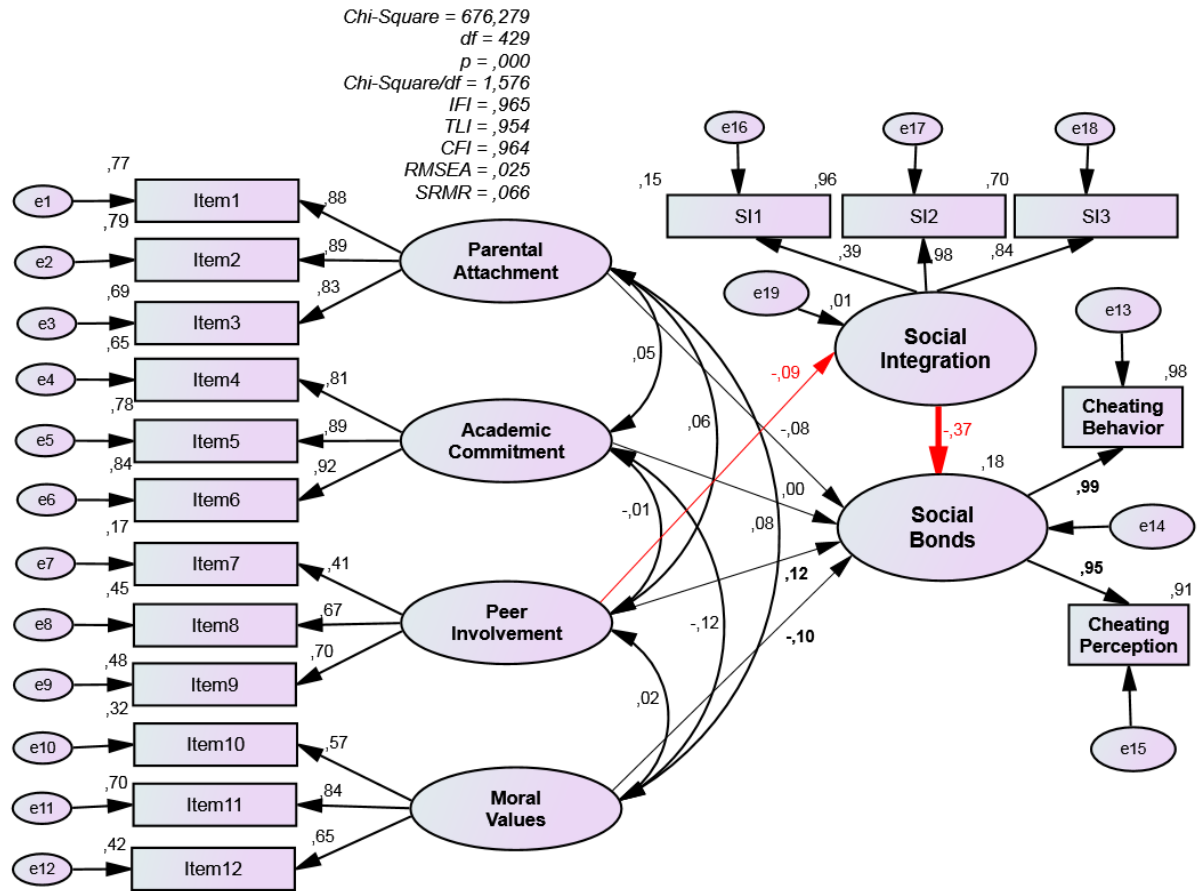 Chi-Square = 676,279
df = 429
p = ,000
Chi-Square/df = 1,576
IFI = ,965
TLI = ,954
CFI = ,964
RMSEA = ,025
SRMR = ,066
e1
,77
Item1
,88
e2
,79
Item2
,89
e3
,69
Item3
,83
e4
,65
Item4
,81
e5
,78
Item5
,89
e6
,84
Item6
,92
e7
,17
Item7
,41
e8
,45
Item8
,67
e9
,48
Item9
,70
e10
,32
Item10
,57
e11
,70
Item11
,84
e12
,42
Item12
,65
Parental
Attachment
Academic
Commitment
Peer
Involvement
Moral
Values
,05
,06
-,01
,08
-,12
,02
-,09
-,08
,00
,12
-,10
e16
e17
e18
,15
SI1
,96
SI2
,70
SI3
,39
,98
,84
e19
,01
Social
Integration
-,37
,18
Social
Bonds
e13
,98
Cheating
Behavior
,99
e14
,95
,91
Cheating
Perception
e15